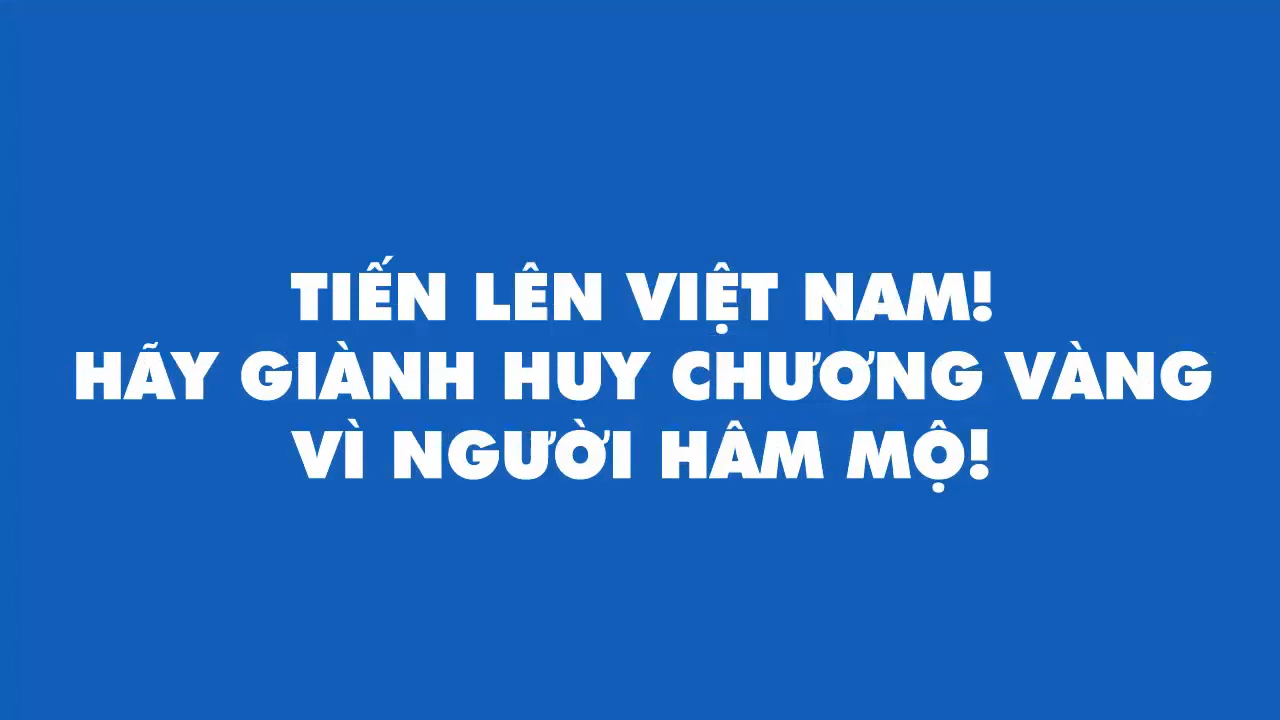 TIẾN LÊN VIỆT NAM!
HÃY GIÀNH HUY CHƯƠNG VÀNG
VÌ NGƯỜI HÂM MỘ!